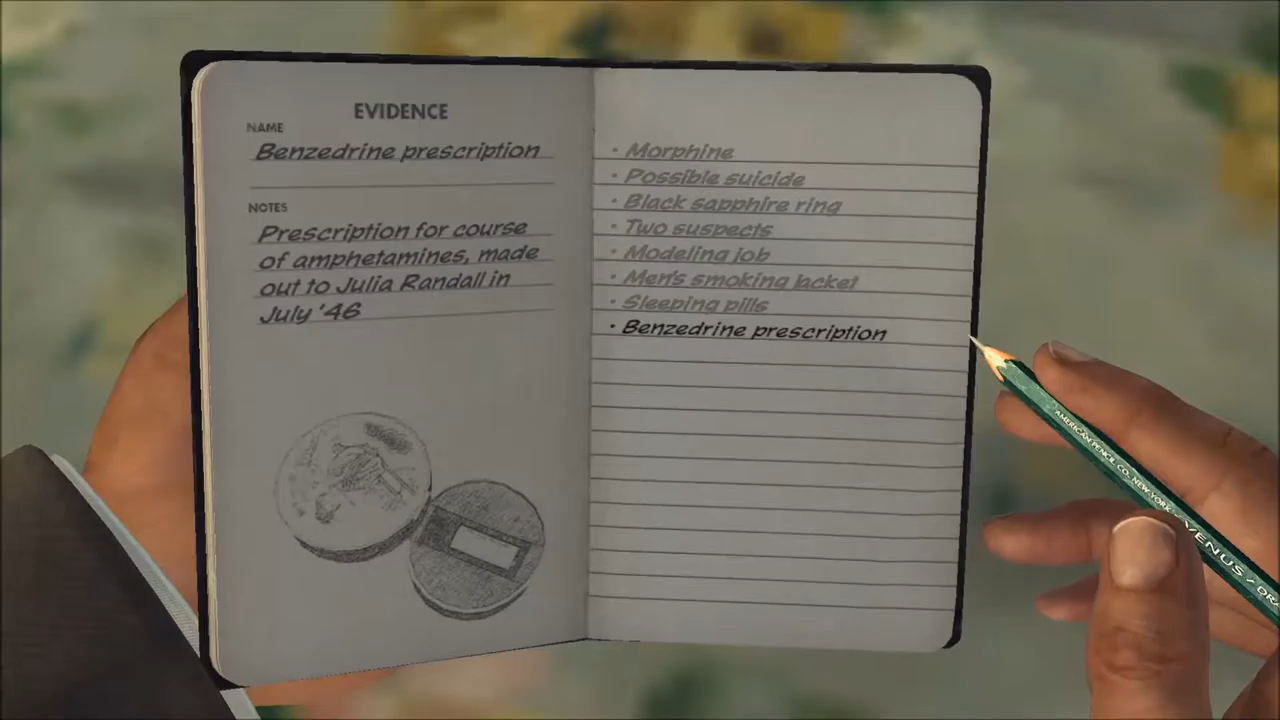 EVIDENCE
NAME
Benzedrine prescription
NOTES
Prescription for course
of amphetamines, made
out to Julia Randall in
July '46
• Morphine
• Possible suicide
• Black sapphire ring
• Two suspects
• Modeling job
• Men's smoking jacket
• Sleeping pills
• Benzedrine prescription
AMERICAN PENCIL CO. NEW YORK VENUS / DRA